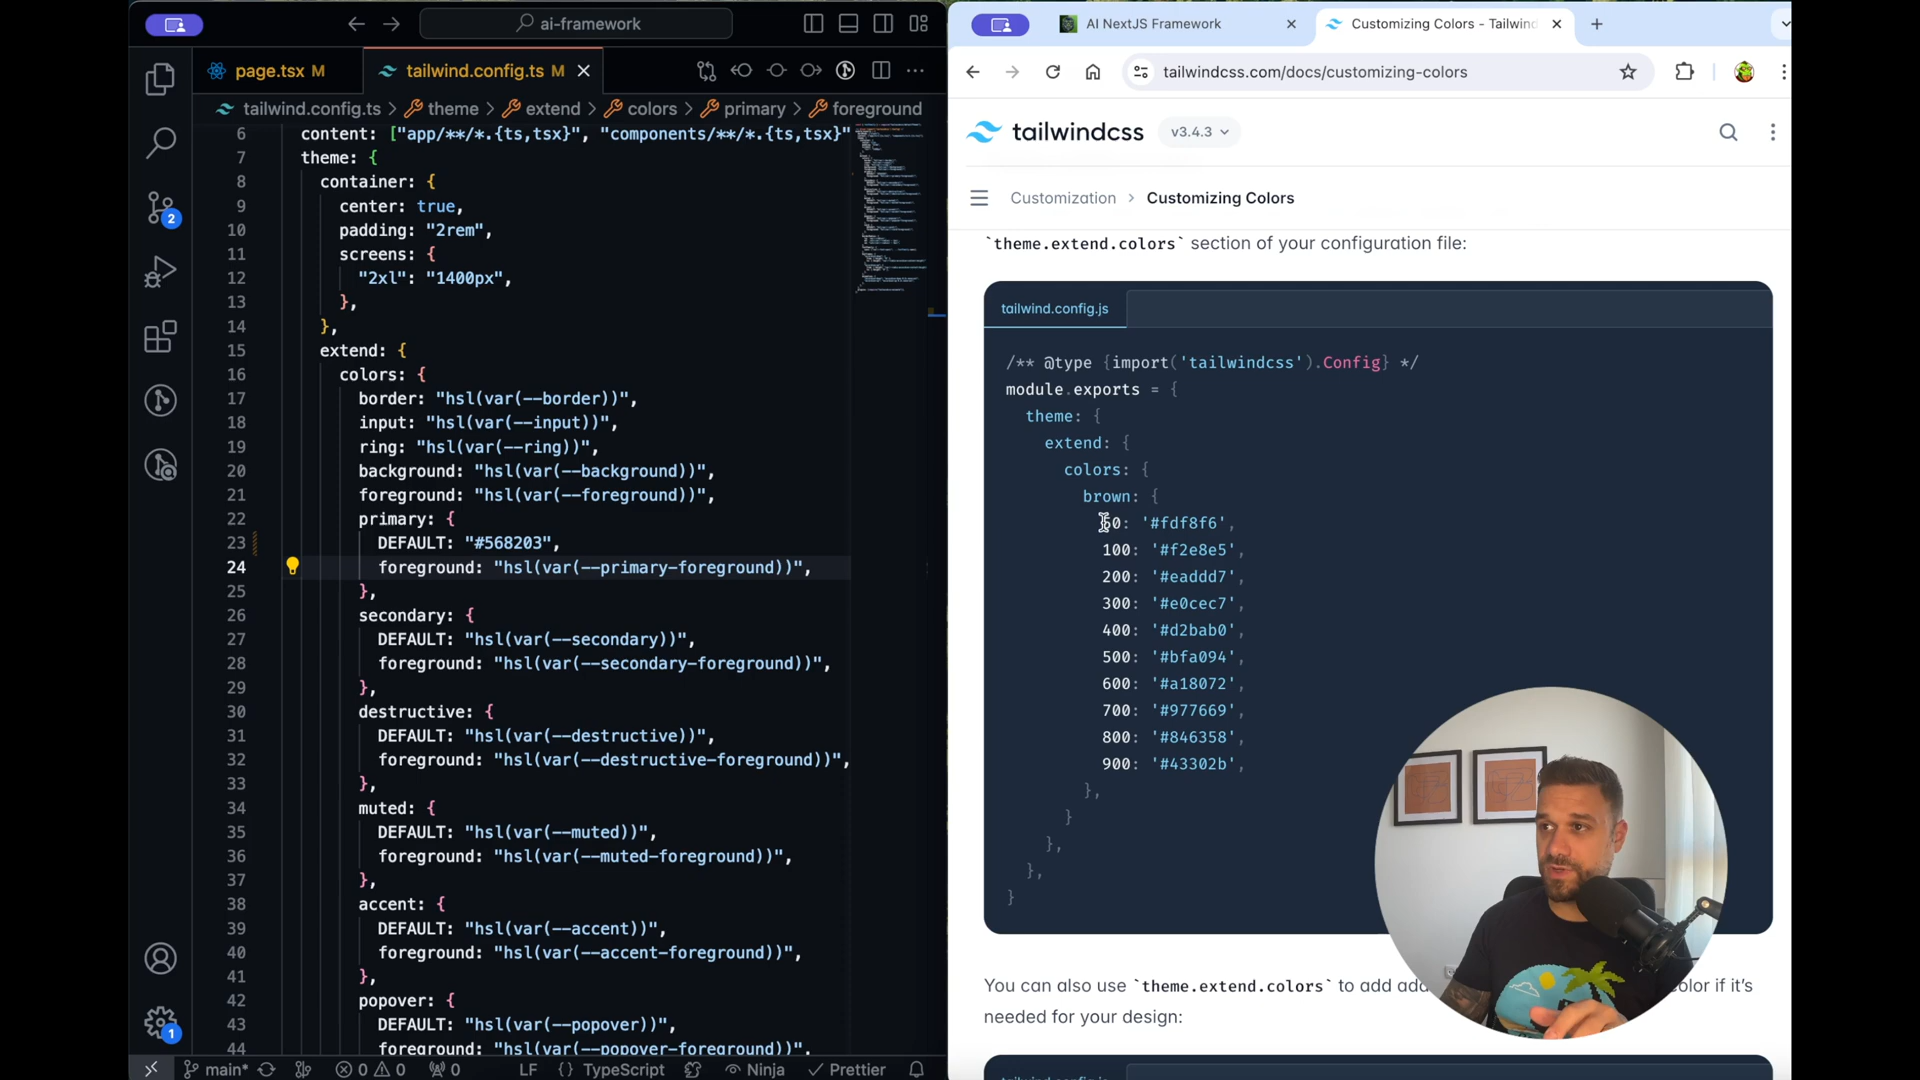 ai-framework
page.tsx M
tailwind.config.ts M
tailwind.config.ts > theme > extend > colors > primary > foreground
6 content: ["app/**/*.{ts,tsx}", "components/**/*.{ts,tsx}"
7 theme: {
8 container: {
9 center: true,
10 padding: "2rem",
11 screens: {
12 "2xl": "1400px",
13 },
14 },
15 extend: {
16 colors: {
17 border: "hsl(var(--border))",
18 input: "hsl(var(--input))",
19 ring: "hsl(var(--ring))",
20 background: "hsl(var(--background))",
21 foreground: "hsl(var(--foreground))",
22 primary: {
23 DEFAULT: "#568203",
24 foreground: "hsl(var(--primary-foreground))",
25 },
26 secondary: {
27 DEFAULT: "hsl(var(--secondary))",
28 foreground: "hsl(var(--secondary-foreground))",
29 },
30 destructive: {
31 DEFAULT: "hsl(var(--destructive))",
32 foreground: "hsl(var(--destructive-foreground))",
33 },
34 muted: {
35 DEFAULT: "hsl(var(--muted))",
36 foreground: "hsl(var(--muted-foreground))",
37 },
38 accent: {
39 DEFAULT: "hsl(var(--accent))",
40 foreground: "hsl(var(--accent-foreground))",
41 },
42 popover: {
43 DEFAULT: "hsl(var(--popover))",
44 foreground: "hsl(var(--popover-foreground))",
2
1
main* 0 0 0 LF {} TypeScript Ninja Prettier
AI NextJS Framework
Customizing Colors - Tailwind
tailwindcss.com/docs/customizing-colors
tailwindcss v3.4.3
Customization > Customizing Colors
`theme.extend.colors` section of your configuration file:
tailwind.config.js
/** @type {import('tailwindcss').Config} */
module.exports = {
theme: {
extend: {
colors: {
brown: {
50: '#fdf8f6',
100: '#f2e8e5',
200: '#eaddd7',
300: '#e0cec7',
400: '#d2bab0',
500: '#bfa094',
600: '#a18072',
700: '#977669',
800: '#846358',
900: '#43302b',
},
}
},
},
}
You can also use `theme.extend.colors` to add olor if it's
needed for your design:
tailwind.config.js